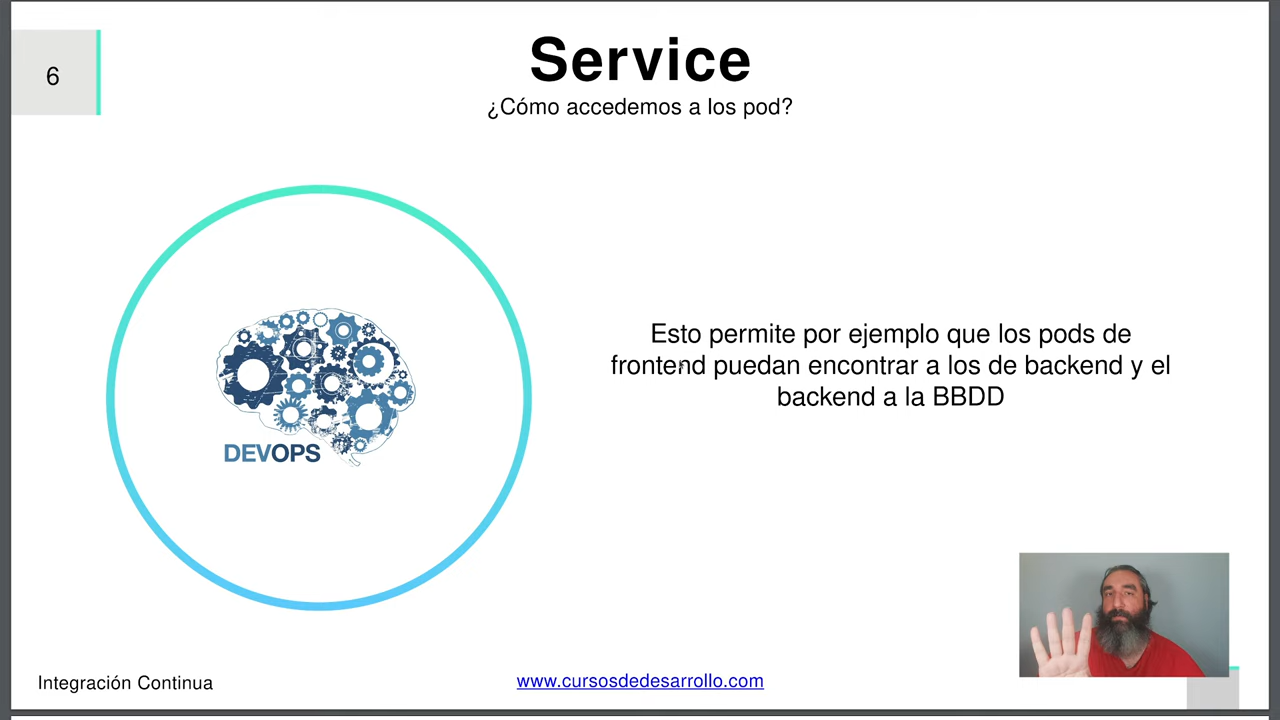 6
Service
¿Cómo accedemos a los pod?
Esto permite por ejemplo que los pods de
frontend puedan encontrar a los de backend y el
backend a la BBDD
DEVOPS
Integración Continua
www.cursosdedesarrollo.com